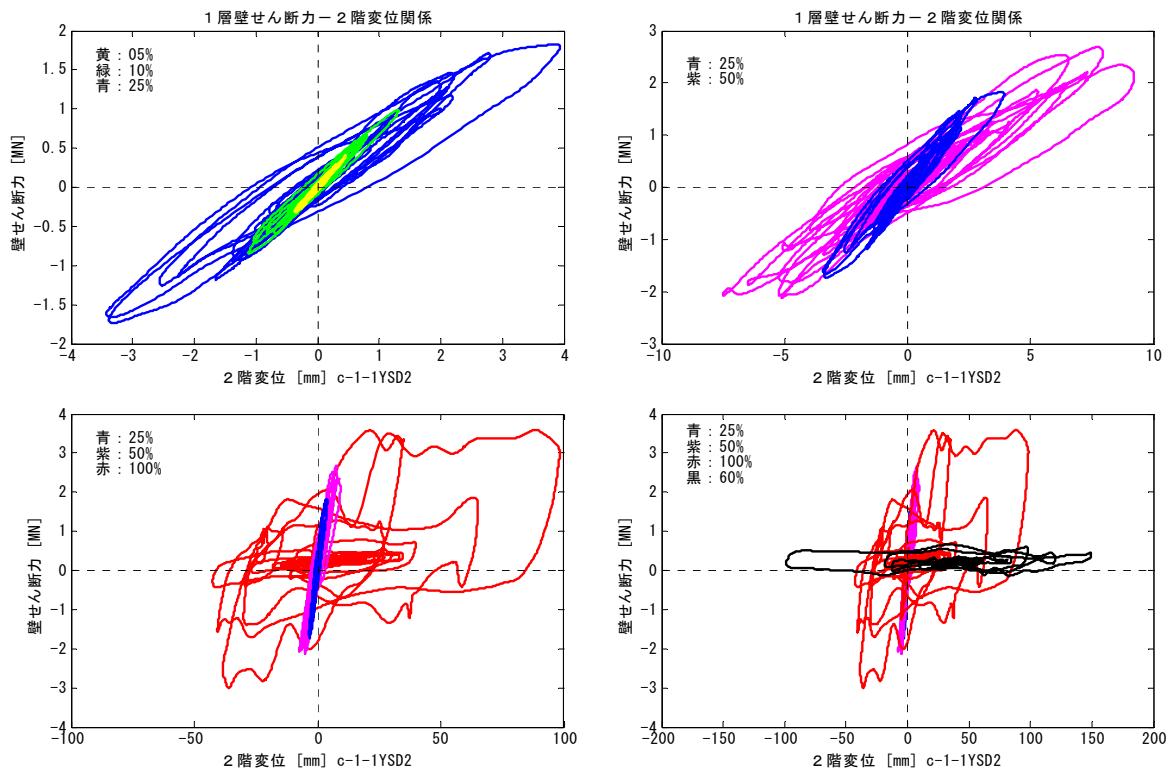 １層壁せん断力－２階変位関係
黄：05%
緑：10%
青：25%
2
1.5
1
0.5
0
-0.5
-1
-1.5
-2
壁せん断力 [MN]
-4 -3 -2 -1 0 1 2 3 4
２階変位 [mm] c-1-1YSD2
１層壁せん断力－２階変位関係
青：25%
紫：50%
3
2
1
0
-1
-2
-3
壁せん断力 [MN]
-10 -5 0 5 10
２階変位 [mm] c-1-1YSD2
青：25%
紫：50%
赤：100%
4
3
2
1
0
-1
-2
-3
-4
壁せん断力 [MN]
-100 -50 0 50 100
２階変位 [mm] c-1-1YSD2
青：25%
紫：50%
赤：100%
黒：60%
4
3
2
1
0
-1
-2
-3
-4
壁せん断力 [MN]
-200 -150 -100 -50 0 50 100 150 200
２階変位 [mm] c-1-1YSD2